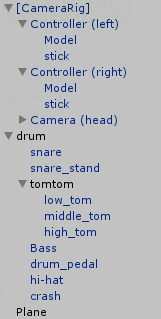 [CameraRig]
Controller (left)
Model
stick
Controller (right)
Model
stick
Camera (head)
drum
snare
snare_stand
tomtom
low_tom
middle_tom
high_tom
Bass
drum_pedal
hi-hat
crash
Plane